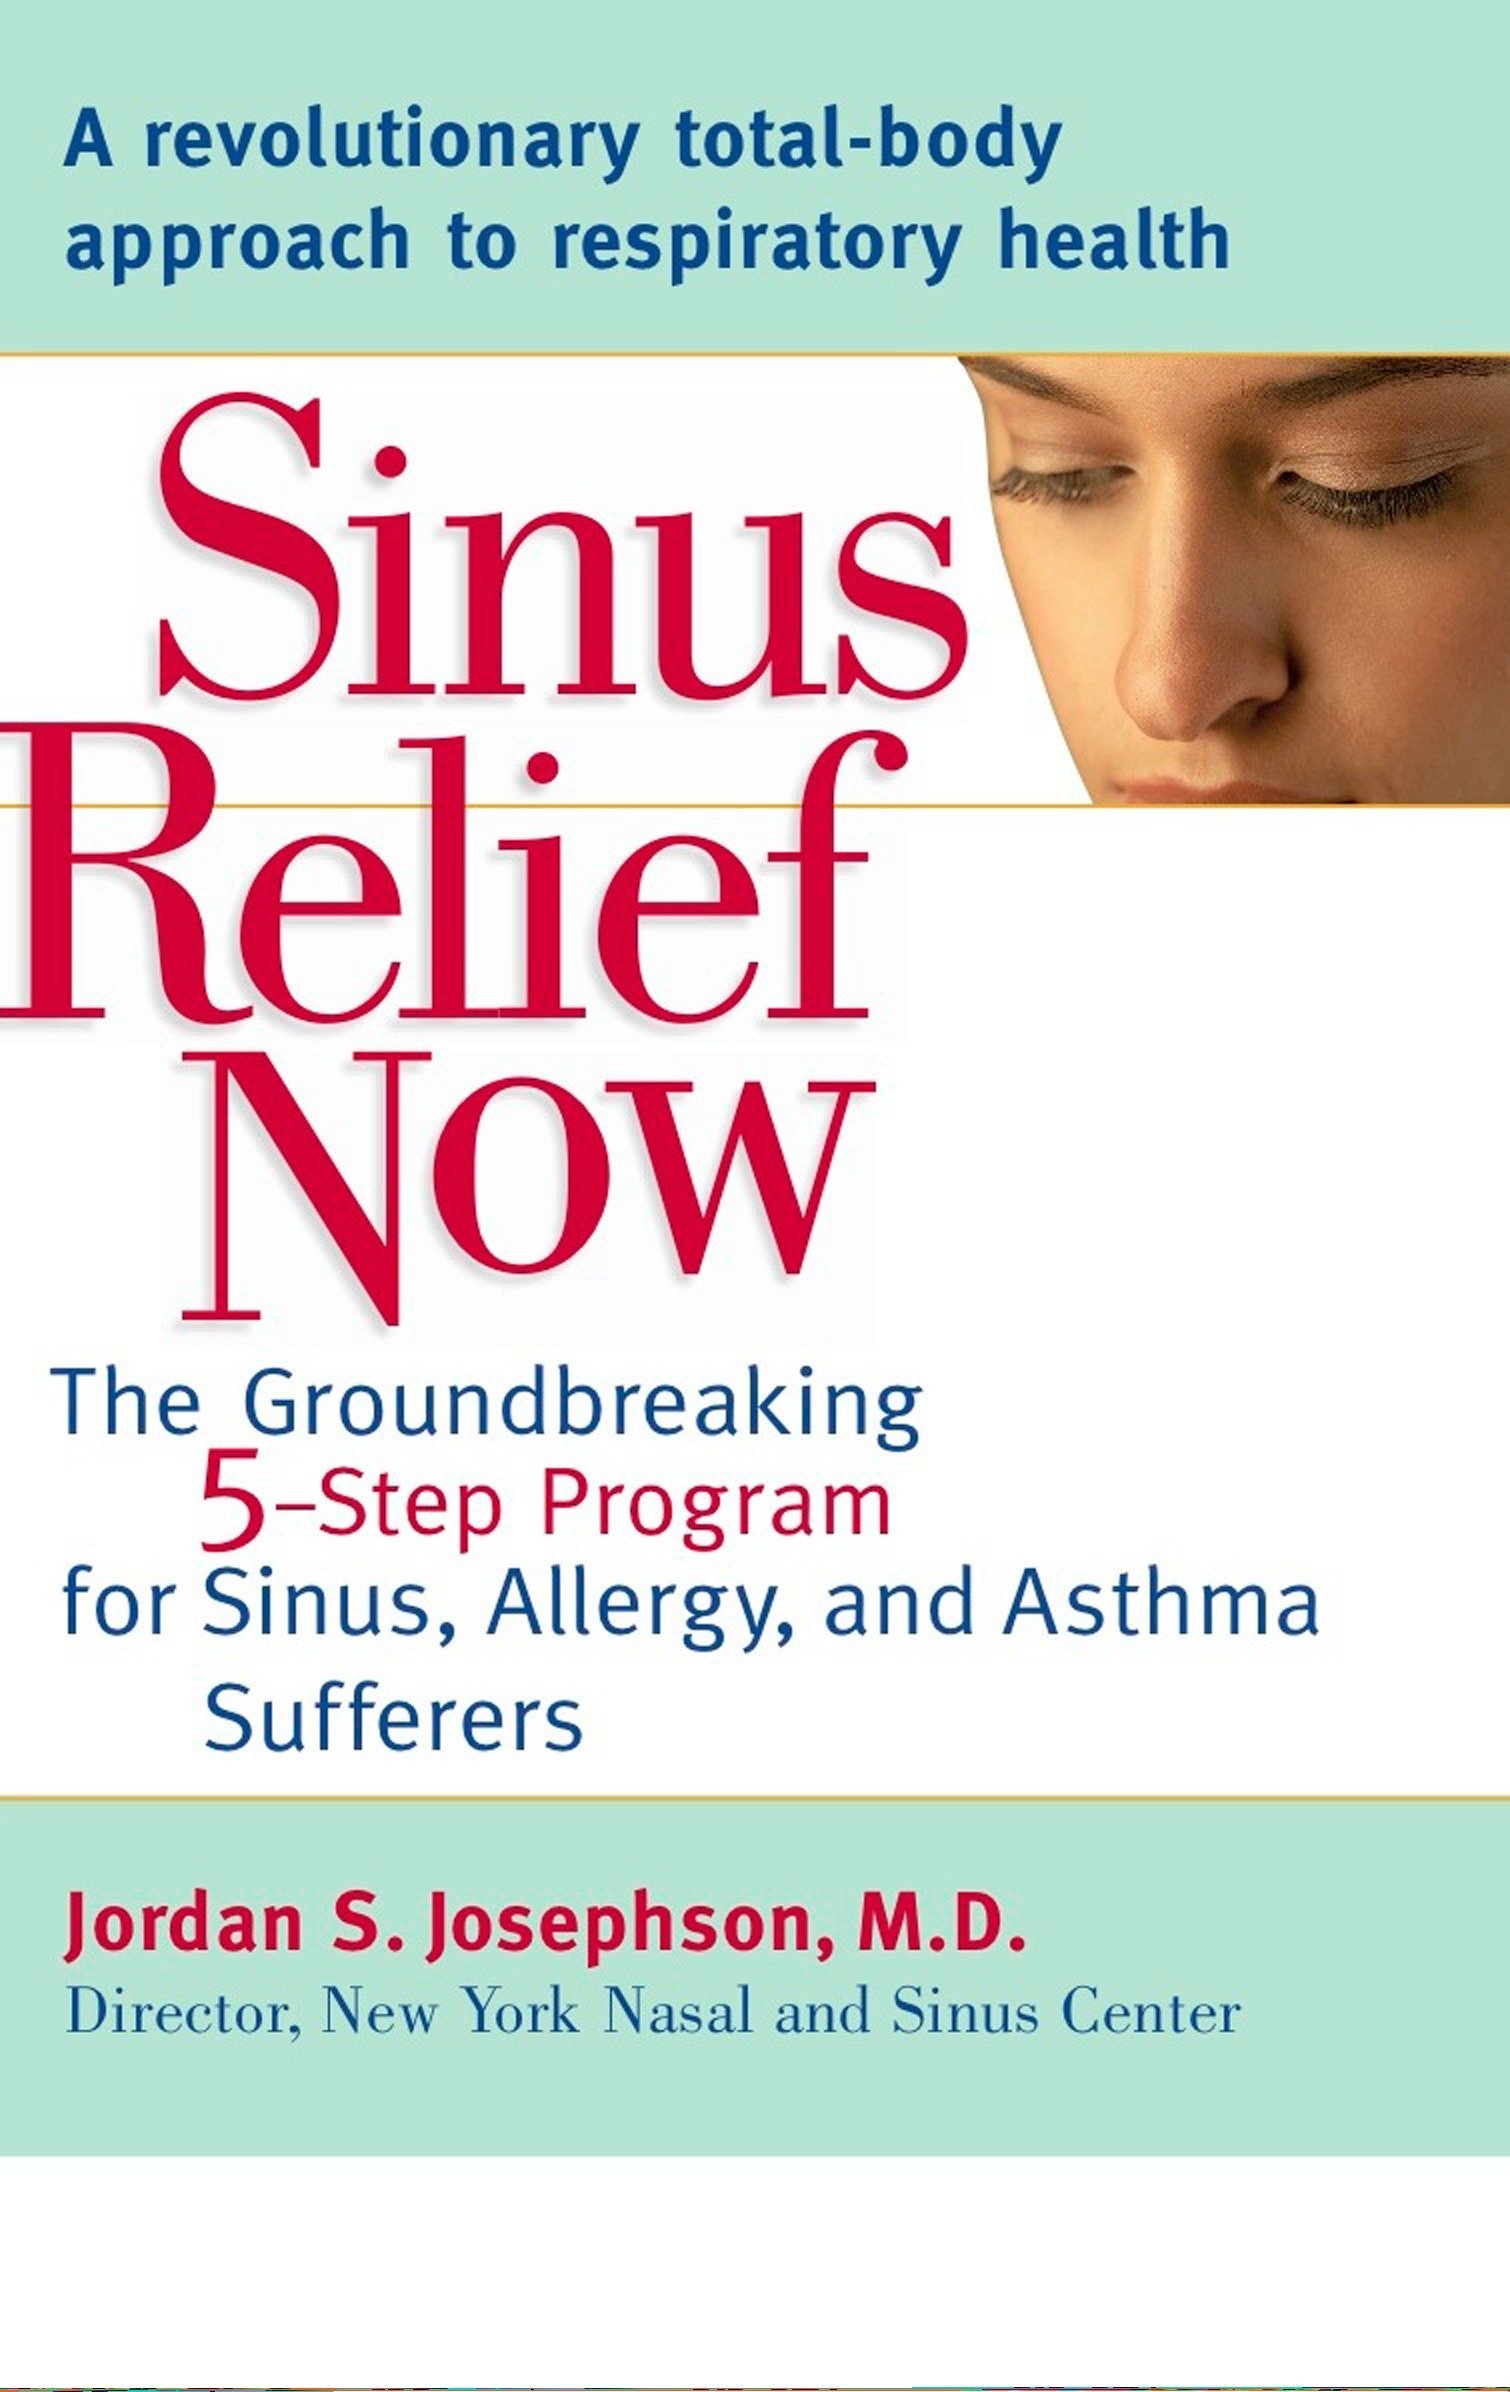 A revolutionary total-body
approach to respiratory health
Sinus
Relief
Now
The Groundbreaking
5-Step Program
for Sinus, Allergy, and Asthma
Sufferers
Jordan S. Josephson, M.D.
Director, New York Nasal and Sinus Center